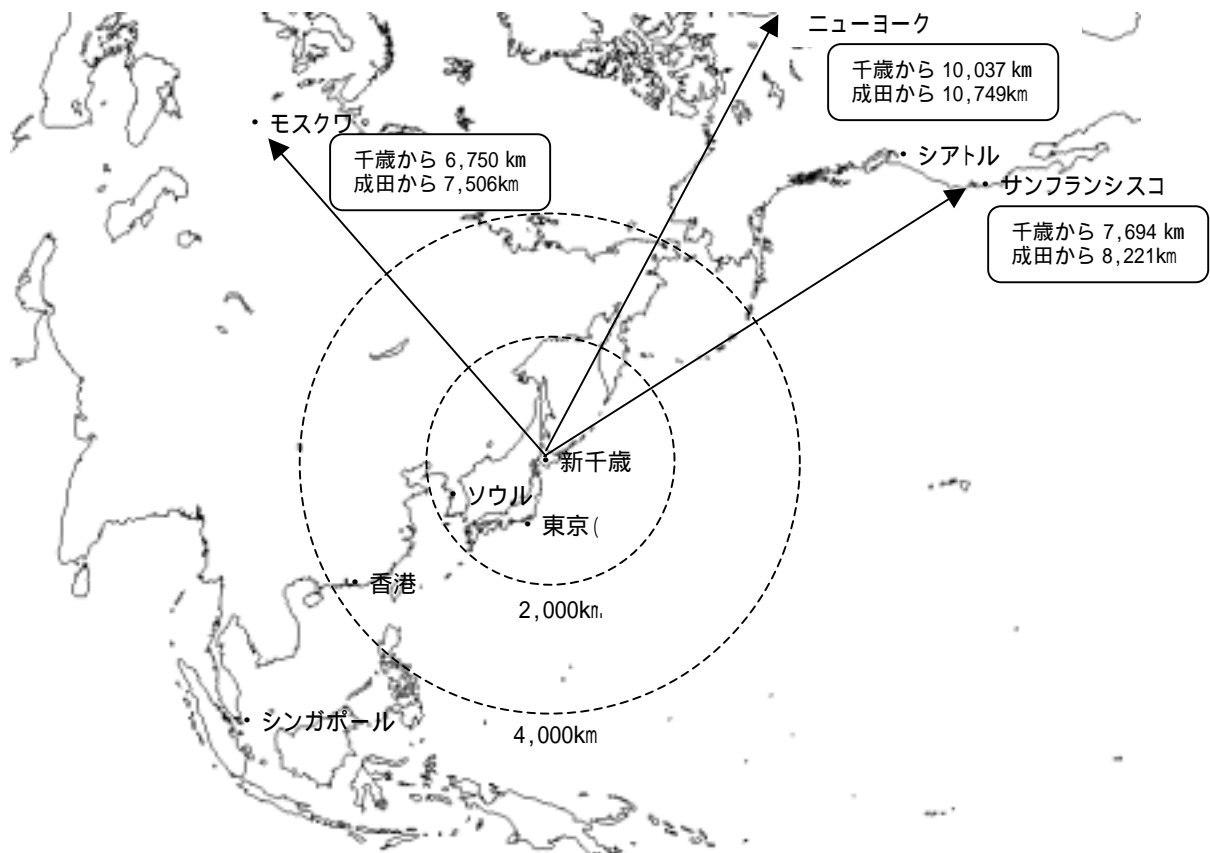 ニューヨーク
千歳から 10,037 km
成田から 10,749km
モスクワ
千歳から 6,750 km
成田から 7,506km
シアトル
サンフランシスコ
千歳から 7,694 km
成田から 8,221km
新千歳
ソウル
東京(
香港
2,000km
シンガポール
4,000km